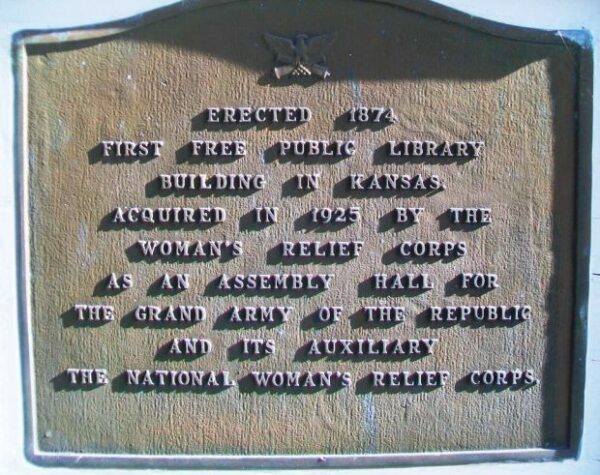 ERECTED 1874
FIRST FREE PUBLIC LIBRARY
BUILDING IN KANSAS.
ACQUIRED IN 1925 BY THE
WOMAN'S RELIEF CORPS
AS AN ASSEMBLY HALL FOR
THE GRAND ARMY OF THE REPUBLIC
AND ITS AUXILIARY
THE NATIONAL WOMAN'S RELIEF CORPS.